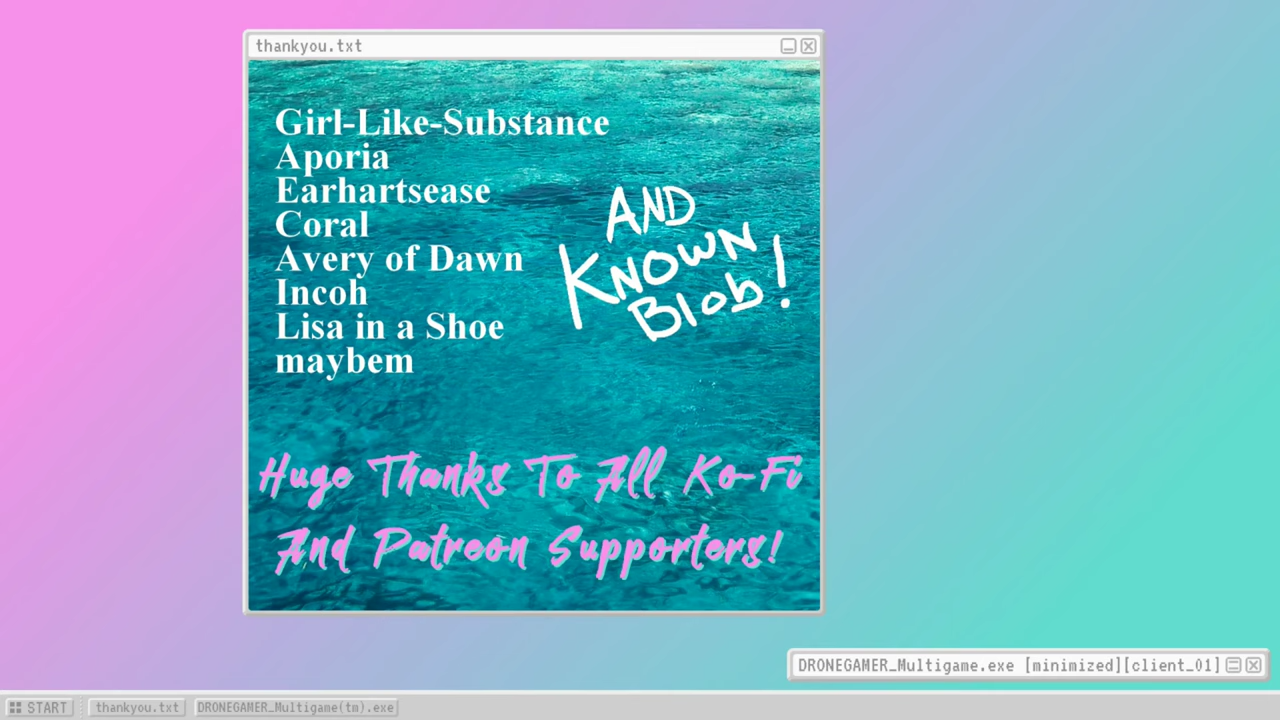 thankyou.txt
Girl-Like-Substance
Aporia
Earhartsease
Coral
Avery of Dawn
Incoh
Lisa in a Shoe
maybem
AND
KNOWN
Blob!
Huge Thanks To All Ko-Fi
And Patreon Supporters!
DRONEGAMER_Multigame.exe [minimized][client_01]
START
thankyou.txt
DRONEGAMER_Multigame(tm).exe